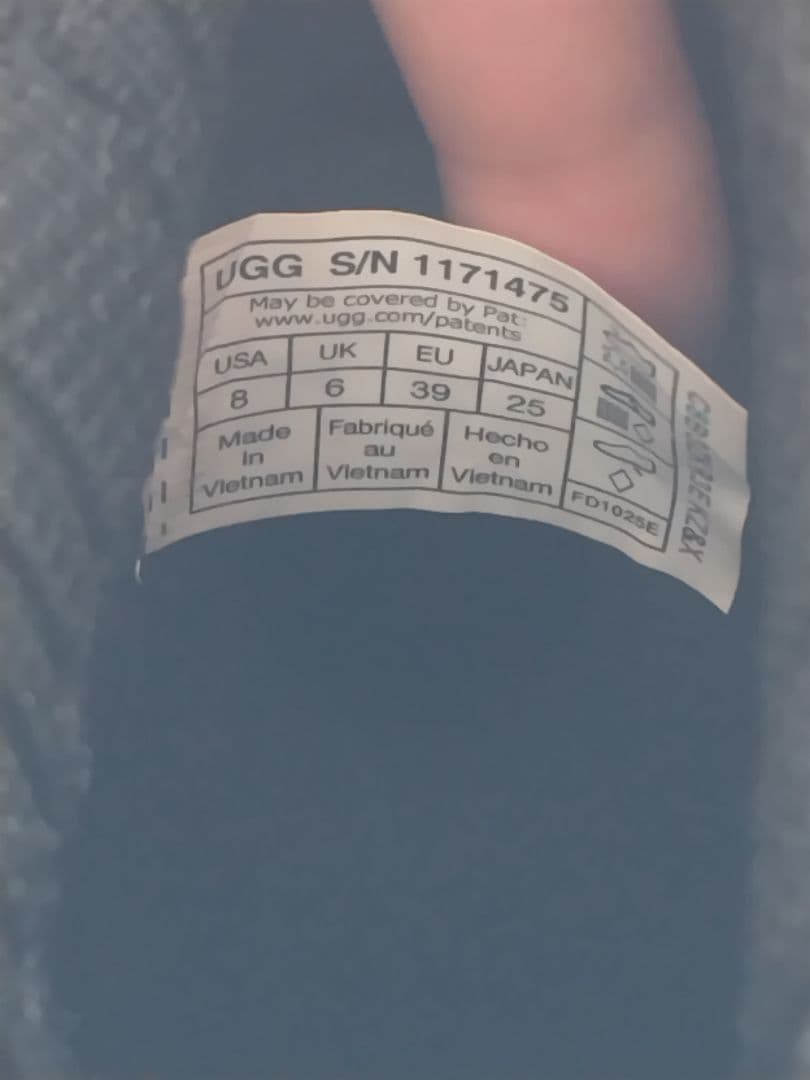 UGG S/N 1171475
May be covered by Pat:
www.ugg.com/patents
USA UK EU JAPAN
8 6 39 25
Made in Vietnam
Fabriqué au Vietnam
Hecho en Vietnam
FD1025E